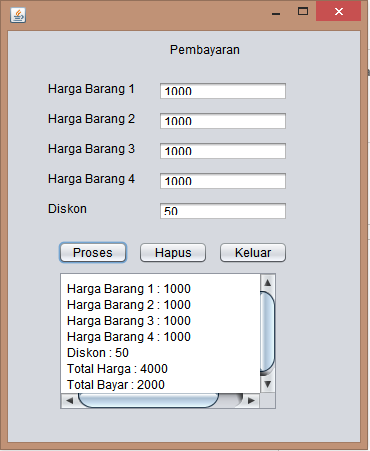 Pembayaran
Harga Barang 1 1000
Harga Barang 2 1000
Harga Barang 3 1000
Harga Barang 4 1000
Diskon 50
Proses Hapus Keluar
Harga Barang 1 : 1000
Harga Barang 2 : 1000
Harga Barang 3 : 1000
Harga Barang 4 : 1000
Diskon : 50
Total Harga : 4000
Total Bayar : 2000